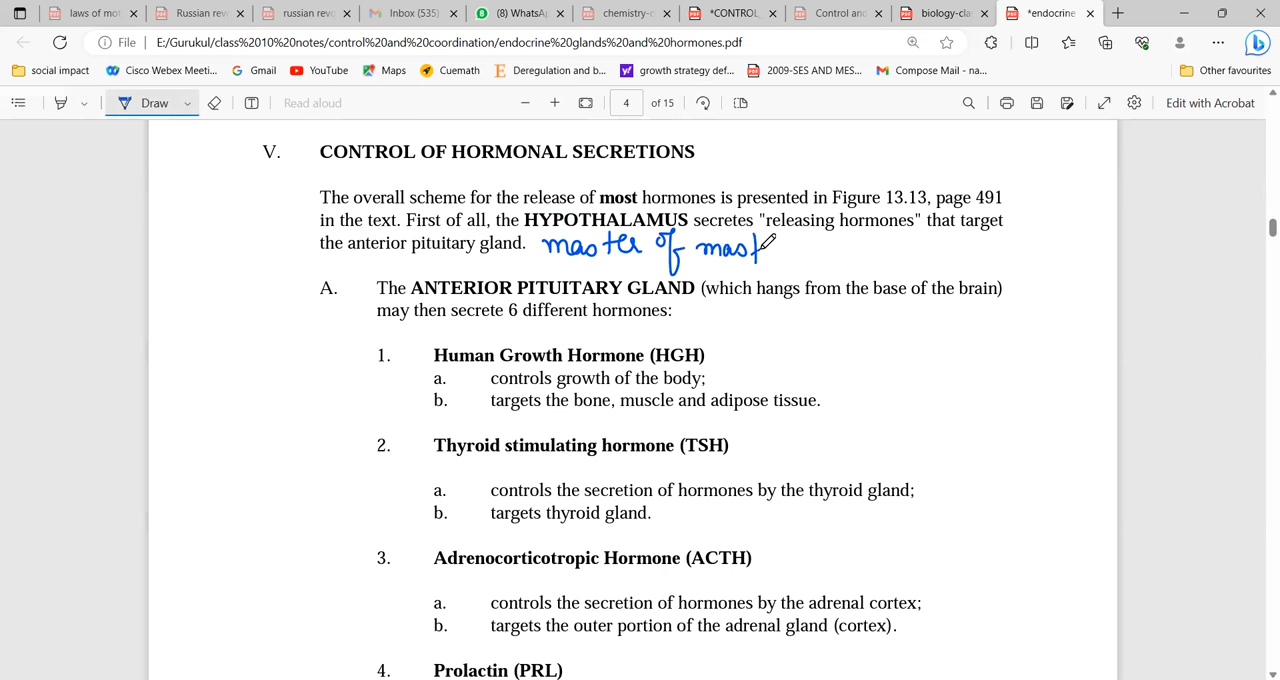 laws of mot
Russian rev
russian revo
Inbox (535)
(8) WhatsAp
chemistry-c
*CONTROL_
Control and
biology-cla
*endocrine
File
E:/Gurukul/class%2010%20notes/control%20and%20coordination/endocrine%20glands%20and%20hormones.pdf
social impact
Cisco Webex Meeti...
Gmail
YouTube
Maps
Cuemath
Deregulation and b...
growth strategy def...
2009-SES AND MES...
Compose Mail - na...
Other favourites
Draw
Read aloud
4 of 15
Edit with Acrobat
V. CONTROL OF HORMONAL SECRETIONS
The overall scheme for the release of most hormones is presented in Figure 13.13, page 491
in the text. First of all, the HYPOTHALAMUS secretes "releasing hormones" that target
the anterior pituitary gland. master of mast
A. The ANTERIOR PITUITARY GLAND (which hangs from the base of the brain)
may then secrete 6 different hormones:
1. Human Growth Hormone (HGH)
a. controls growth of the body;
b. targets the bone, muscle and adipose tissue.
2. Thyroid stimulating hormone (TSH)
a. controls the secretion of hormones by the thyroid gland;
b. targets thyroid gland.
3. Adrenocorticotropic Hormone (ACTH)
a. controls the secretion of hormones by the adrenal cortex;
b. targets the outer portion of the adrenal gland (cortex).
4. Prolactin (PRL)